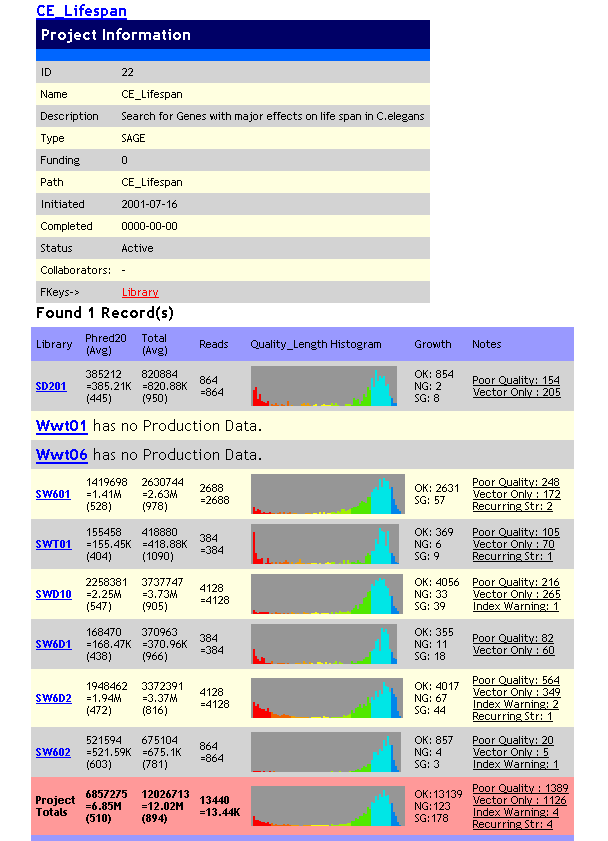 CE_Lifespan
Project Information
ID 22
Name CE_Lifespan
Description Search for Genes with major effects on life span in C.elegans
Type SAGE
Funding 0
Path CE_Lifespan
Initiated 2001-07-16
Completed 0000-00-00
Status Active
Collaborators: -
FKeys-> Library
Found 1 Record(s)
Library Phred20 (Avg) Total (Avg) Reads Quality_Length Histogram Growth Notes
SD201 385212 =385.21K (445) 820884 =820.88K (950) 864 =864 OK: 854 NG: 2 SG: 8 Poor Quality: 154 Vector Only : 205
Wwt01 has no Production Data.
Wwt06 has no Production Data.
SW601 1419698 =1.41M (528) 2630744 =2.63M (978) 2688 =2688 OK: 2631 SG: 57 Poor Quality: 248 Vector Only : 172 Recurring Str: 2
SWT01 155458 =155.45K (404) 418880 =418.88K (1090) 384 =384 OK: 369 NG: 6 SG: 9 Poor Quality: 105 Vector Only : 70 Recurring Str: 1
SWD10 2258381 =2.25M (547) 3737747 =3.73M (905) 4128 =4128 OK: 4056 NG: 33 SG: 39 Poor Quality: 216 Vector Only : 265 Index Warning: 1
SW6D1 168470 =168.47K (438) 370963 =370.96K (966) 384 =384 OK: 355 NG: 11 SG: 18 Poor Quality: 82 Vector Only : 60
SW6D2 1948462 =1.94M (472) 3372391 =3.37M (816) 4128 =4128 OK: 4017 NG: 67 SG: 44 Poor Quality: 564 Vector Only : 349 Index Warning: 2 Recurring Str: 1
SW602 521594 =521.59K (603) 675104 =675.1K (781) 864 =864 OK: 857 NG: 4 SG: 3 Poor Quality: 20 Vector Only : 5 Index Warning: 1
Project Totals 6857275 =6.85M (510) 12026713 =12.02M (894) 13440 =13.44K OK:13139 NG:123 SG:178 Poor Quality : 1389 Vector Only : 1126 Index Warning: 4 Recurring Str: 4